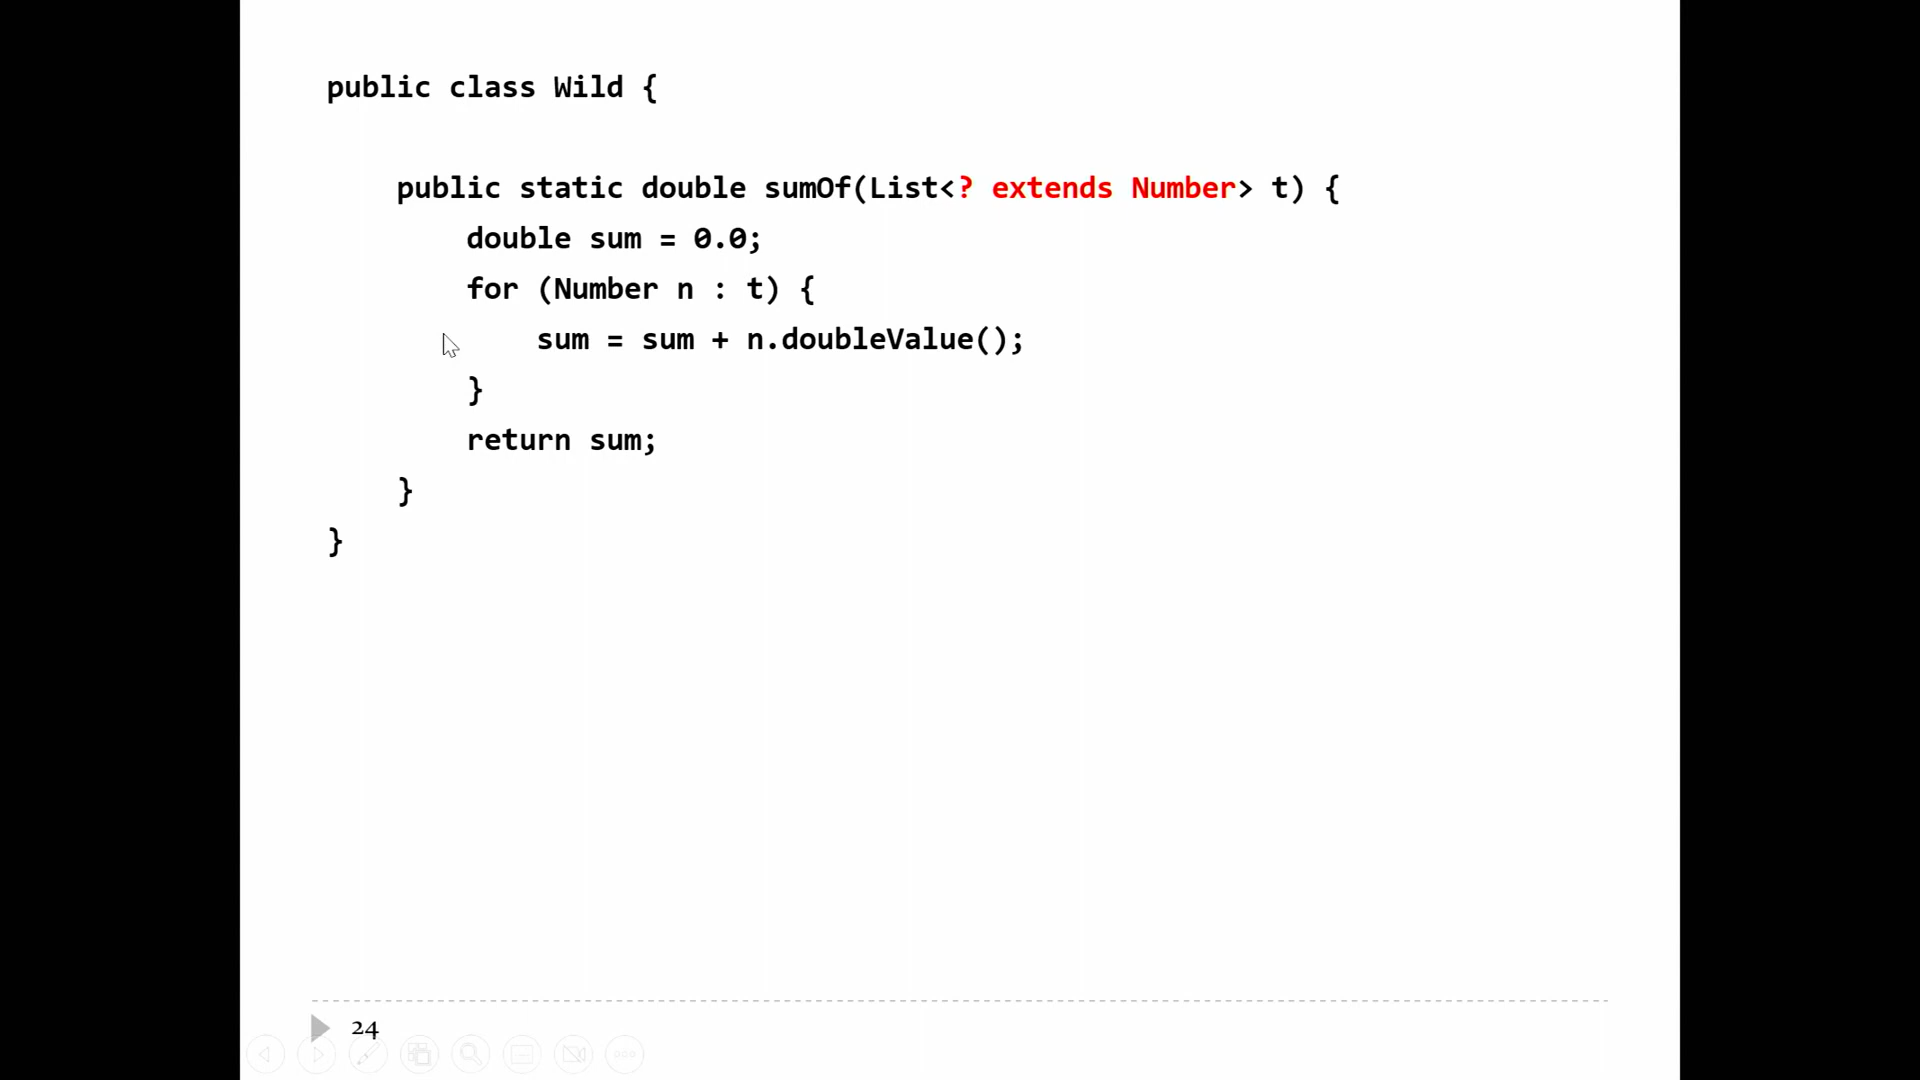 public class Wild {
public static double sumOf(List<? extends Number> t) {
double sum = 0.0;
for (Number n : t) {
sum = sum + n.doubleValue();
}
return sum;
}
}
24